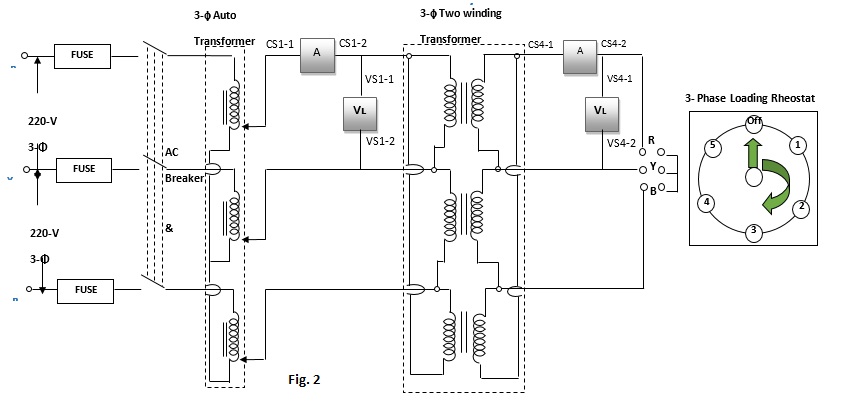 3-ϕ Auto
Transformer
3-ϕ Two winding
Transformer
CS1-1
A
CS1-2
CS4-1
A
CS4-2
FUSE
VS1-1
VS4-1
VL
VL
3- Phase Loading Rheostat
220-V
3-Φ
VS1-2
VS4-2
Off
1
2
3
4
5
R
Y
B
FUSE
AC
Breaker
&
220-V
3-Φ
FUSE
Fig. 2